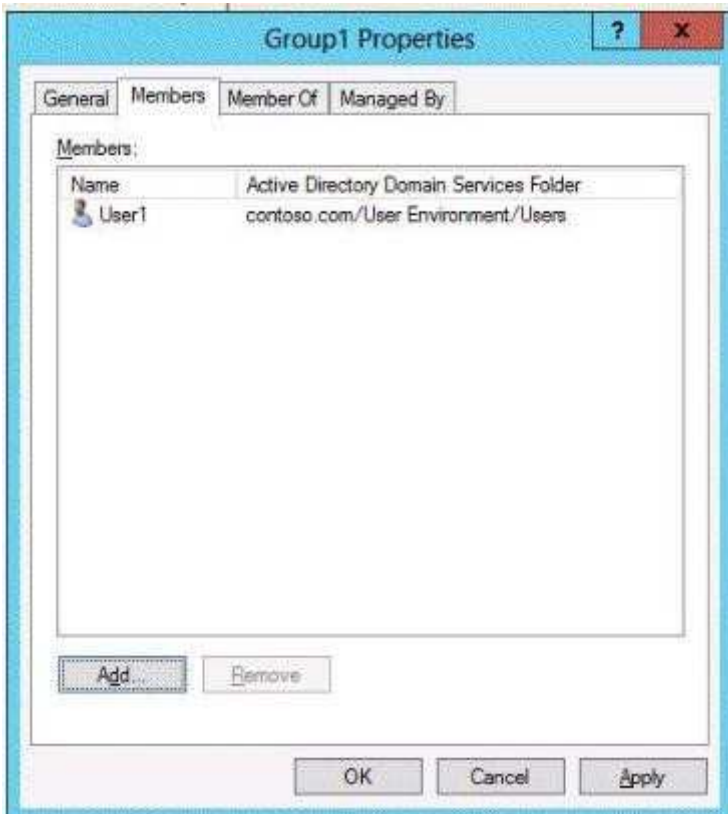 Group1 Properties
? x
General Members Member Of Managed By
Members:
Name Active Directory Domain Services Folder
User1 contoso.com/User Environment/Users
Add... Remove
OK Cancel Apply